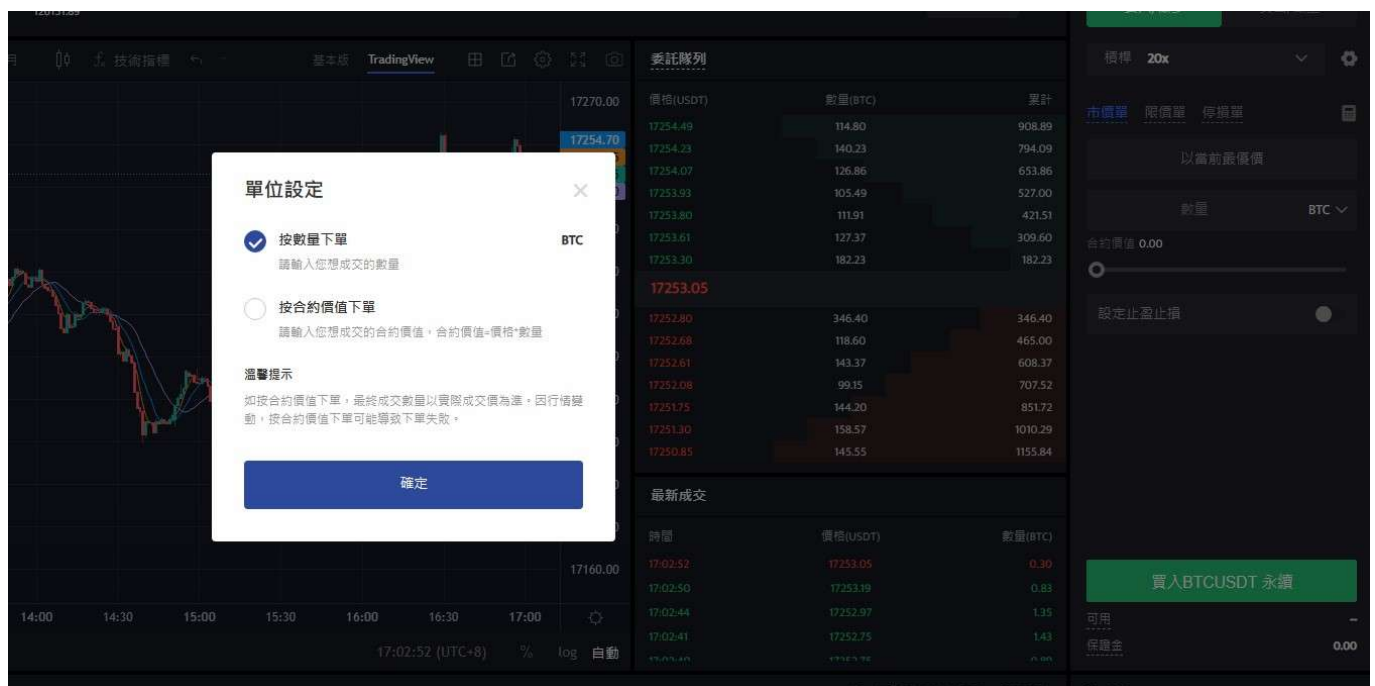 技術指標
基本版 TradingView
17270.00
17254.70
17160.00
14:00 14:30 15:00 15:30 16:00 16:30 17:00
17:02:52 (UTC+8) % log 自動
單位設定
按數量下單 BTC
請輸入您想成交的數量
按合約價值下單
請輸入您想成交的合約價值，合約價值=價格*數量
溫馨提示
如按合約價值下單，最終成交數量以實際成交價為準。因行情變
動，按合約價值下單可能導致下單失敗。
確定
委託隊列
價格(USDT) 數量(BTC) 累計
17254.49 114.80 908.89
17254.23 140.23 794.09
17254.07 126.86 653.86
17253.93 105.49 527.00
17253.80 111.91 421.51
17253.61 127.37 309.60
17253.30 182.23 182.23
17253.05
17252.80 346.40 346.40
17252.68 118.60 465.00
17252.61 143.37 608.37
17252.08 99.15 707.52
17251.75 144.20 851.72
17251.30 158.57 1010.29
17250.85 145.55 1155.84
最新成交
時間 價格(USDT) 數量(BTC)
17:02:52 17253.05 0.30
17:02:50 17253.19 0.83
17:02:44 17252.97 1.35
17:02:41 17252.75 1.43
槓桿 20x
市價單 限價單 停損單
以當前最優價
數量 BTC
合約價值 0.00
設定止盈止損
買入BTCUSDT 永續
可用 –
保證金 0.00